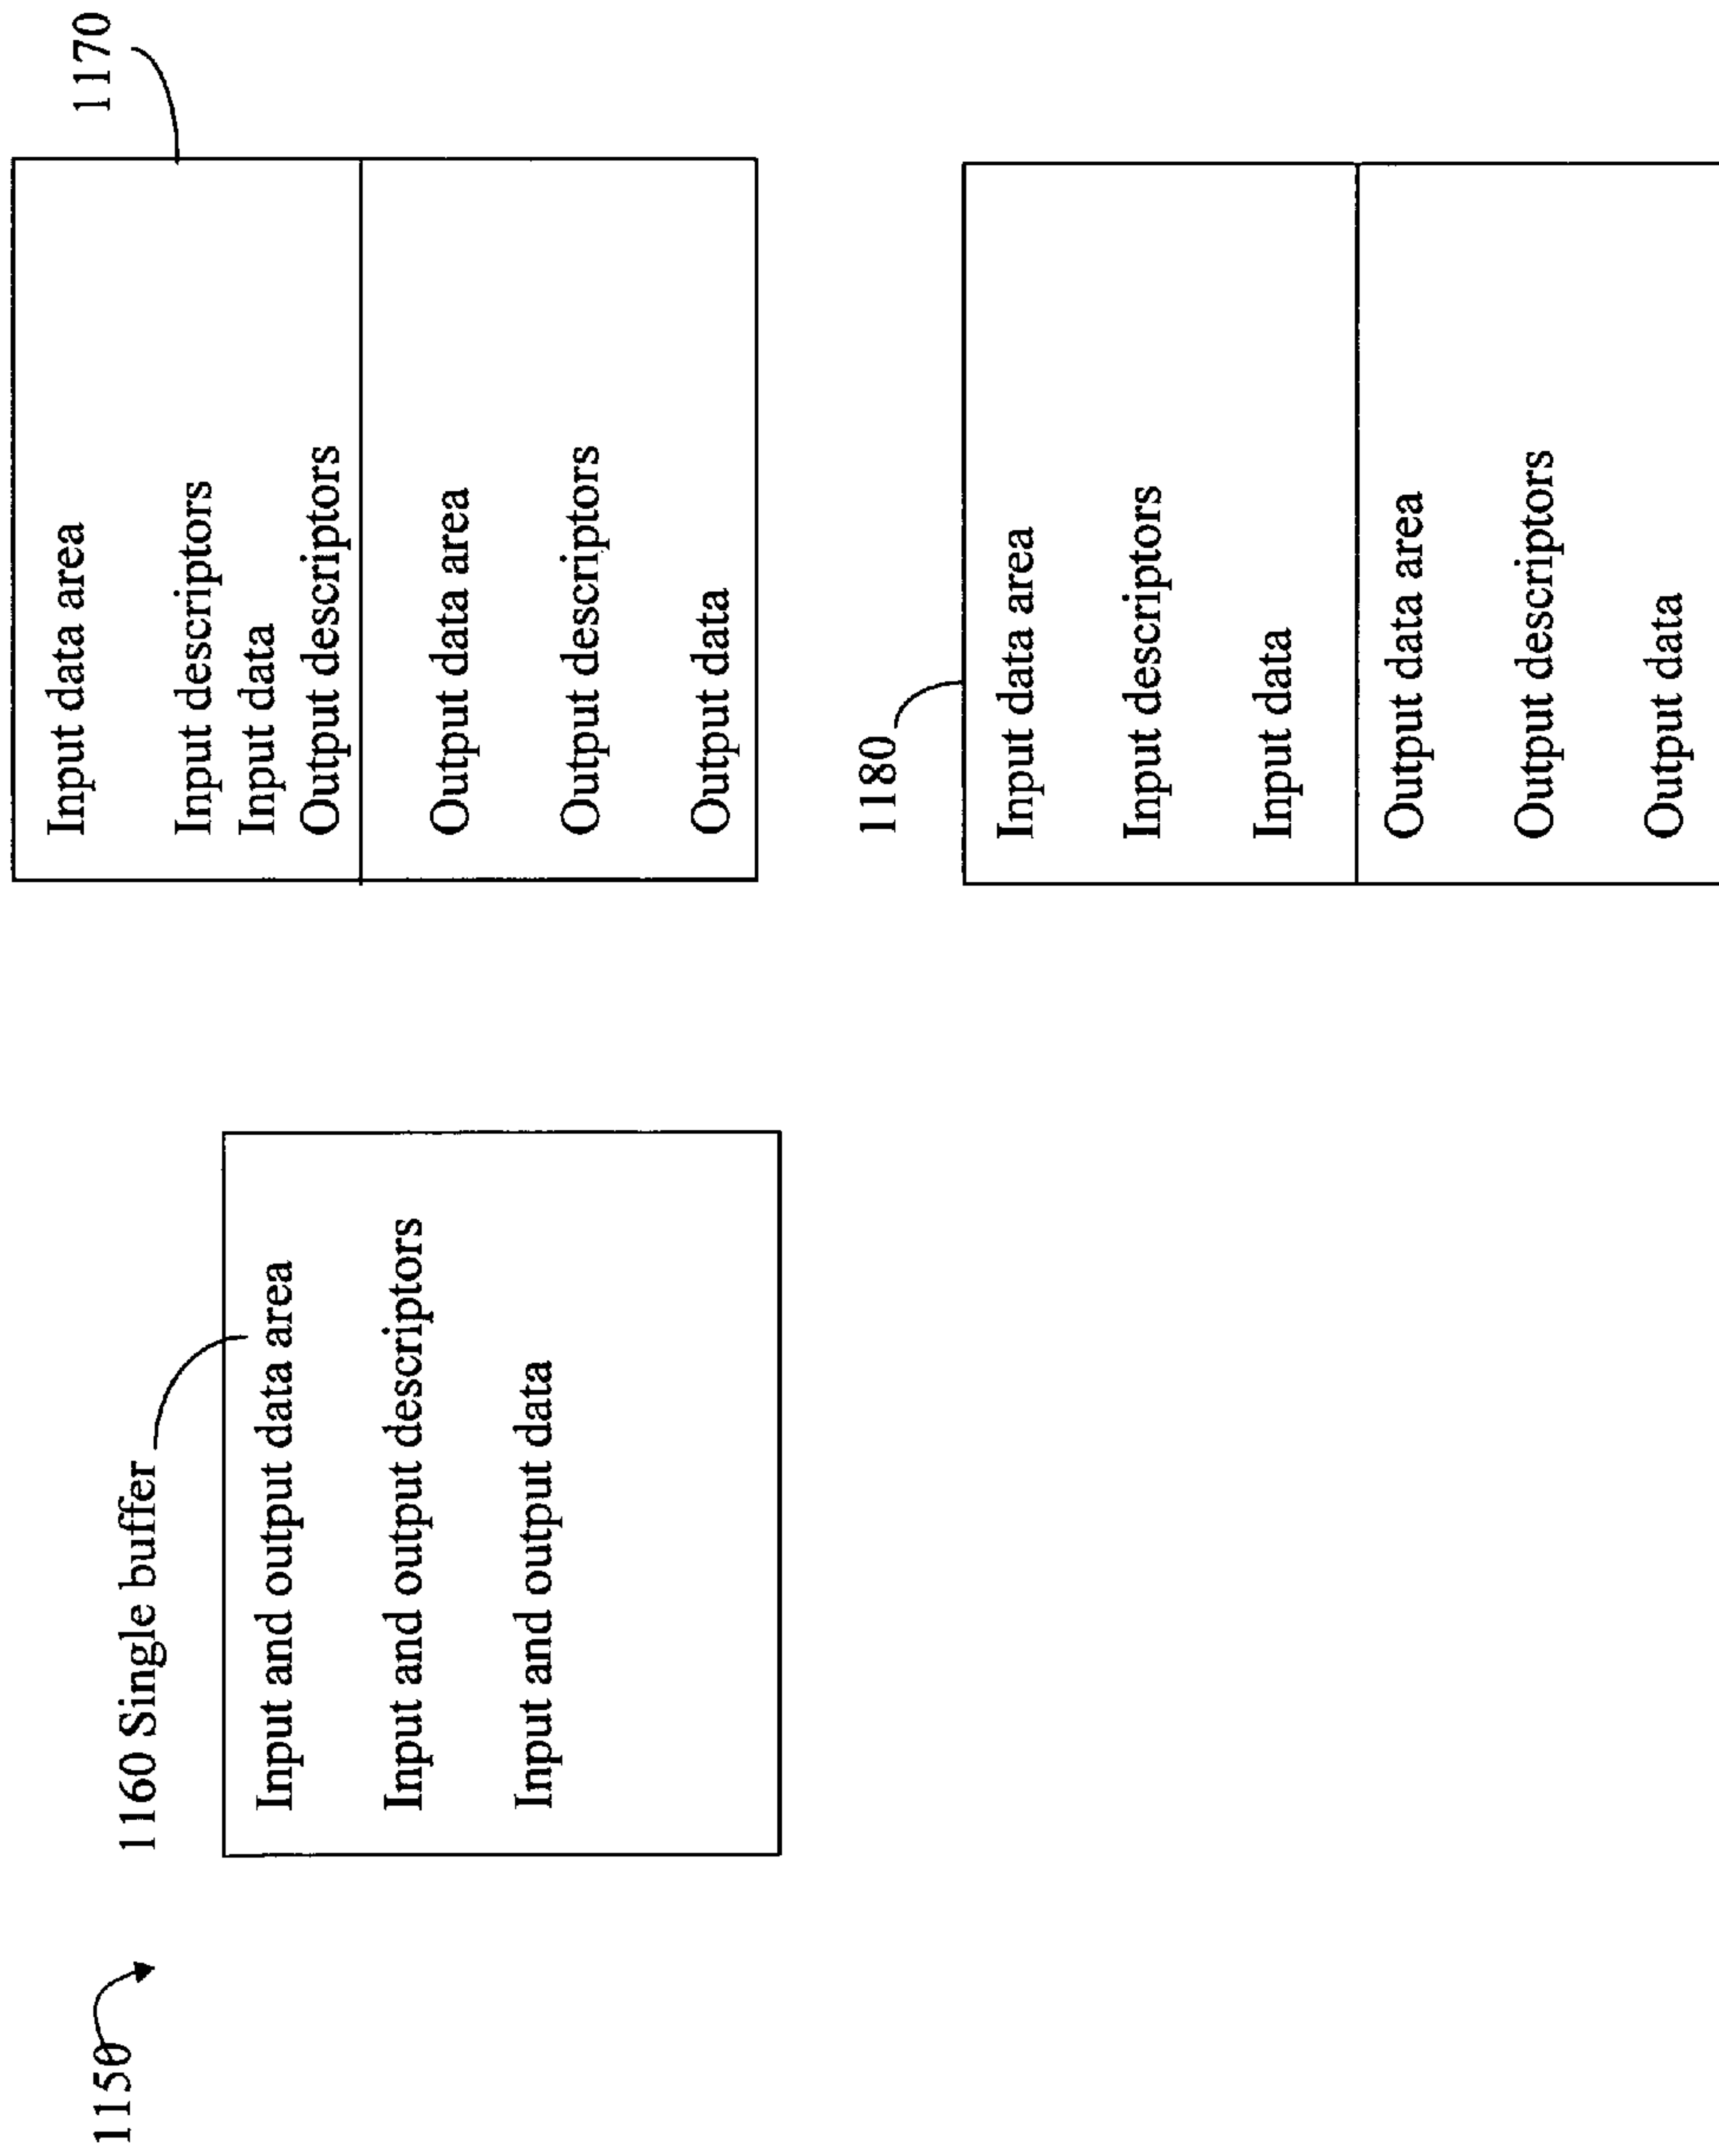 1150
1160 Single buffer
Input and output data area
Input and output descriptors
Input and output data
1170
Input data area
Input descriptors
Input data
Output descriptors
Output data area
Output descriptors
Output data
1180
Input data area
Input descriptors
Input data
Output data area
Output descriptors
Output data